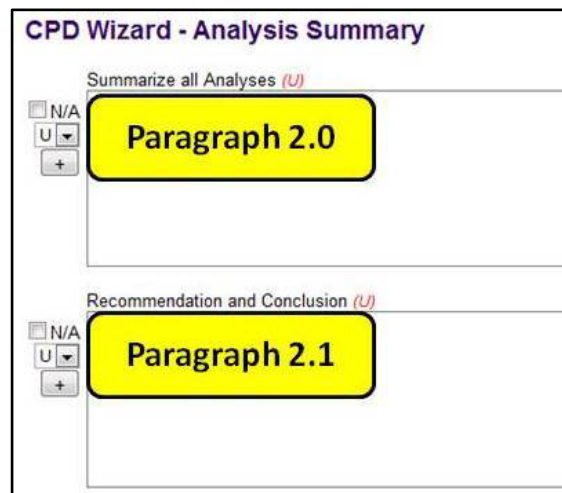 CPD Wizard - Analysis Summary
Summarize all Analyses (U)
N/A
U
+
Paragraph 2.0
Recommendation and Conclusion (U)
N/A
U
+
Paragraph 2.1